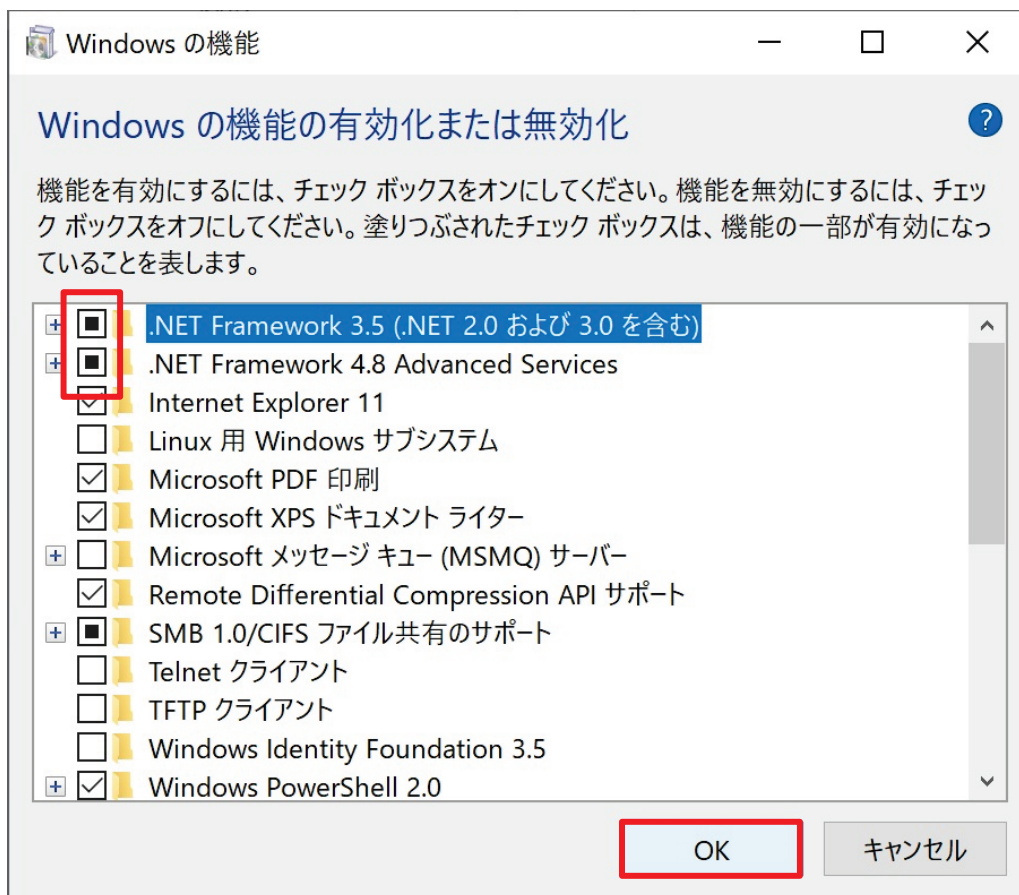 Windows の機能
Windows の機能の有効化または無効化
?
機能を有効にするには、チェック ボックスをオンにしてください。機能を無効にするには、チェッ
ク ボックスをオフにしてください。塗りつぶされたチェック ボックスは、機能の一部が有効になっ
ていることを表します。
.NET Framework 3.5 (.NET 2.0 および 3.0 を含む)
.NET Framework 4.8 Advanced Services
Internet Explorer 11
Linux 用 Windows サブシステム
Microsoft PDF 印刷
Microsoft XPS ドキュメント ライター
Microsoft メッセージ キュー (MSMQ) サーバー
Remote Differential Compression API サポート
SMB 1.0/CIFS ファイル共有のサポート
Telnet クライアント
TFTP クライアント
Windows Identity Foundation 3.5
Windows PowerShell 2.0
OK
キャンセル